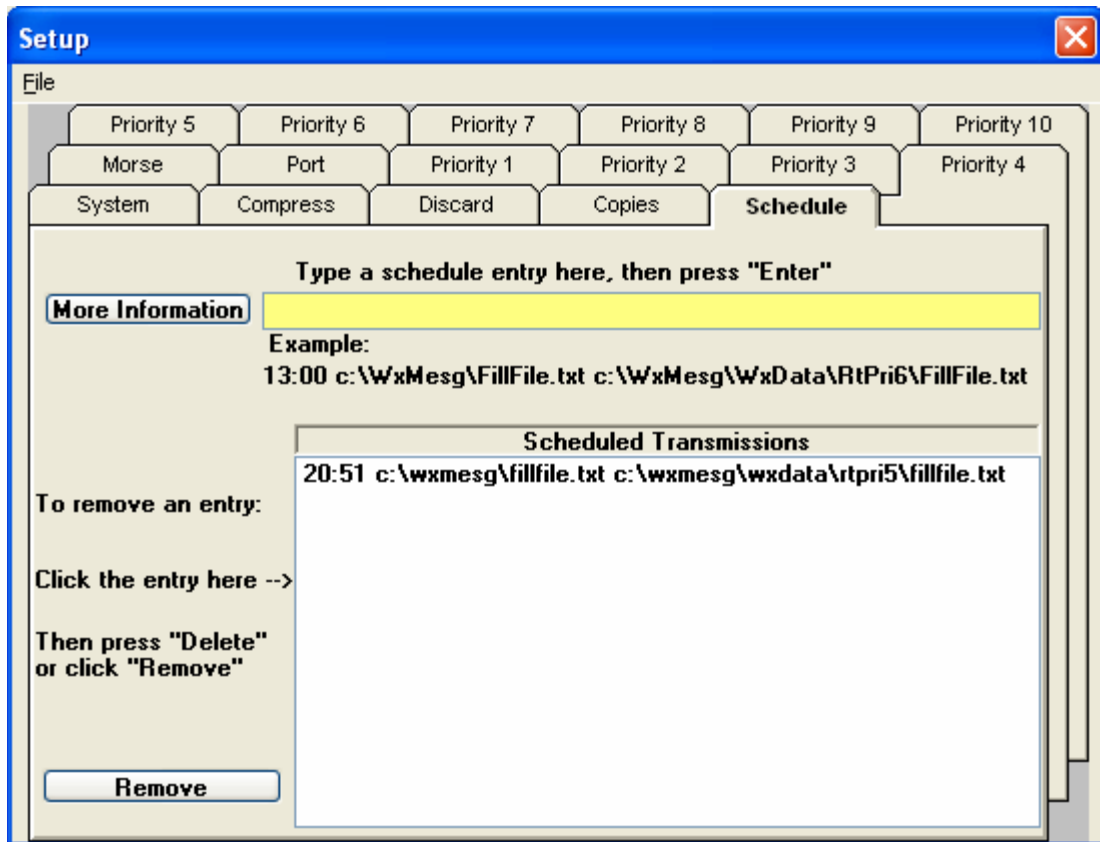 Setup
File
Priority 5 Priority 6 Priority 7 Priority 8 Priority 9 Priority 10
Morse Port Priority 1 Priority 2 Priority 3 Priority 4
System Compress Discard Copies Schedule
Type a schedule entry here, then press "Enter"
More Information
Example:
13:00 c:\WxMesg\FillFile.txt c:\WxMesg\WxData\RtPri6\FillFile.txt
Scheduled Transmissions
20:51 c:\wxmesg\fillfile.txt c:\wxmesg\wxdata\rtpri5\fillfile.txt
To remove an entry:
Click the entry here -->
Then press "Delete"
or click "Remove"
Remove